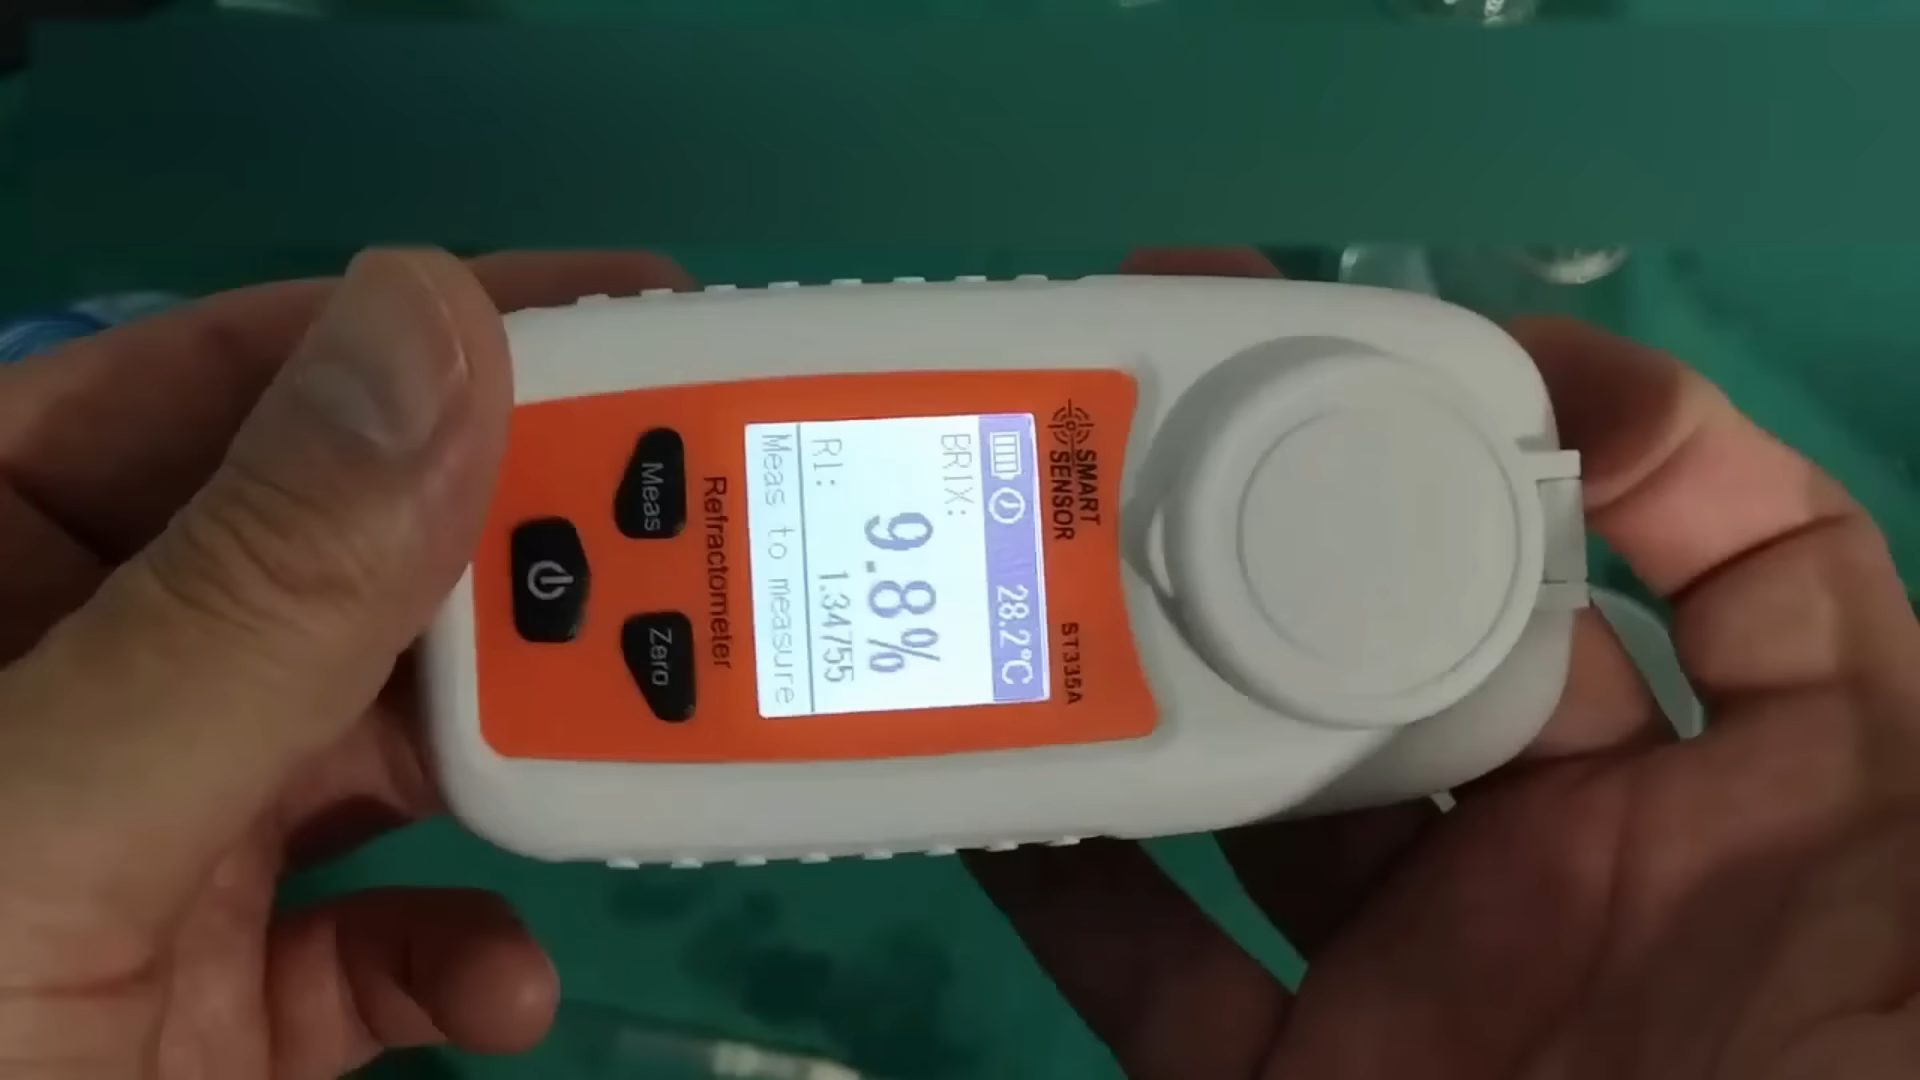 SMART
SENSOR
ST335A
28.2°C
BRIX:
9.8%
RI:
1.34755
Meas to measure
Refractometer
Meas
Zero